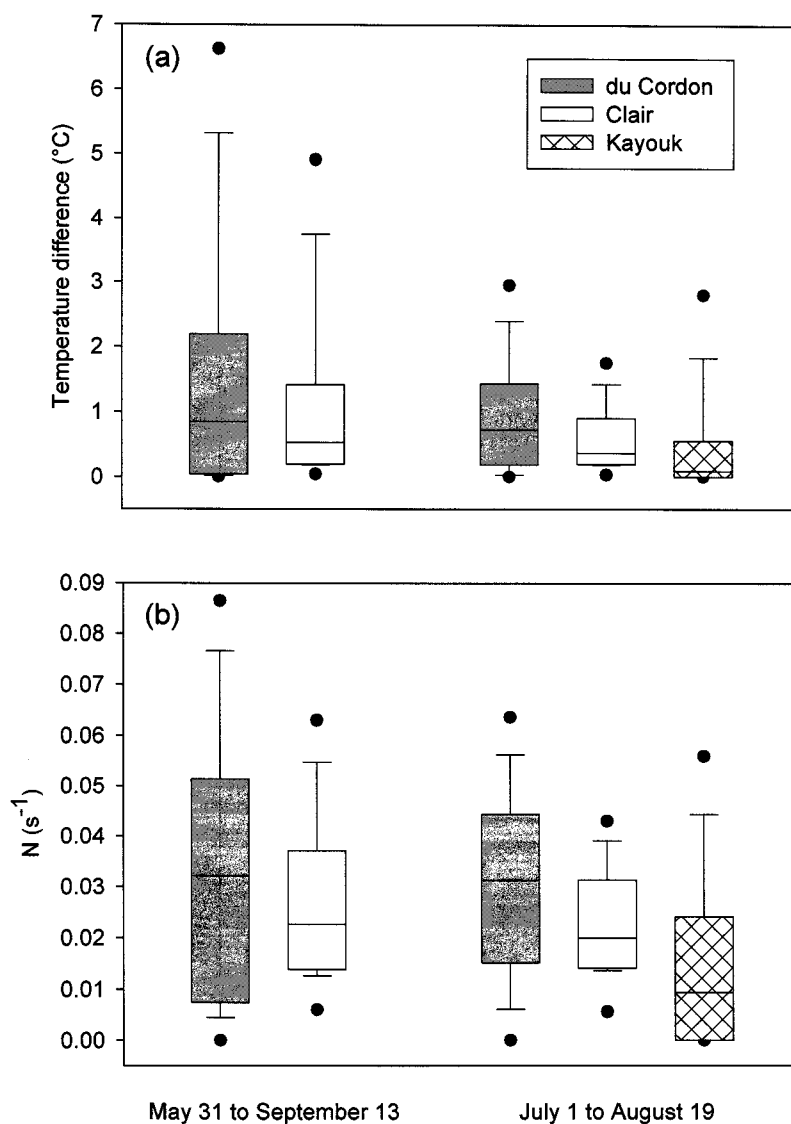 (a)
du Cordon
Clair
Kayouk
7
6
5
4
3
2
1
0
Temperature difference (°C)
(b)
0.09
0.08
0.07
0.06
0.05
0.04
0.03
0.02
0.01
0.00
N (s⁻¹)
May 31 to September 13
July 1 to August 19